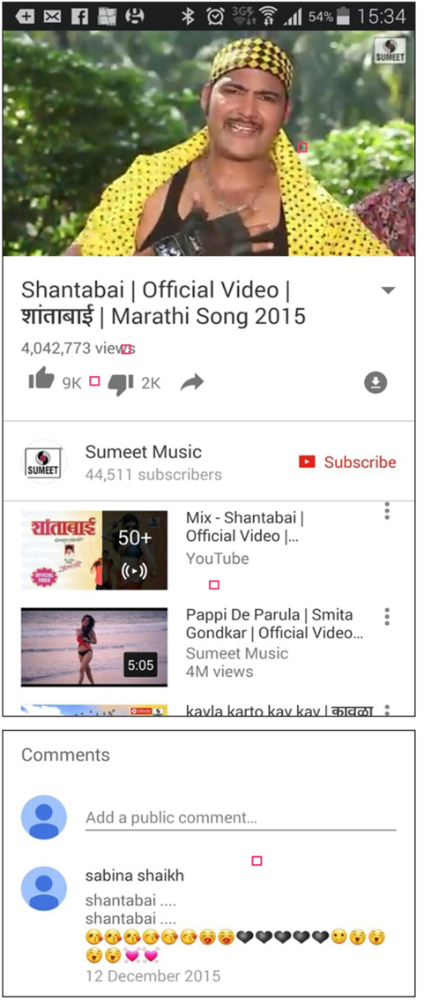 3G 54% 15:34
SUMEET
Shantabai | Official Video |
शांताबाई | Marathi Song 2015
4,042,773 views
9K 2K
SUMEET
Sumeet Music
44,511 subscribers
Subscribe
शांताबाई
OFFICIAL VIDEO
50+
Mix - Shantabai |
Official Video |...
YouTube
5:05
Pappi De Parula | Smita
Gondkar | Official Video...
Sumeet Music
4M views
kavla karto kav kav | कावळा
Comments
Add a public comment...
sabina shaikh
shantabai ....
shantabai ....
😘😘😘😘😘😘😝😝🖤🖤🖤🖤🖤🙂😚😚
😚😚💓💓
12 December 2015